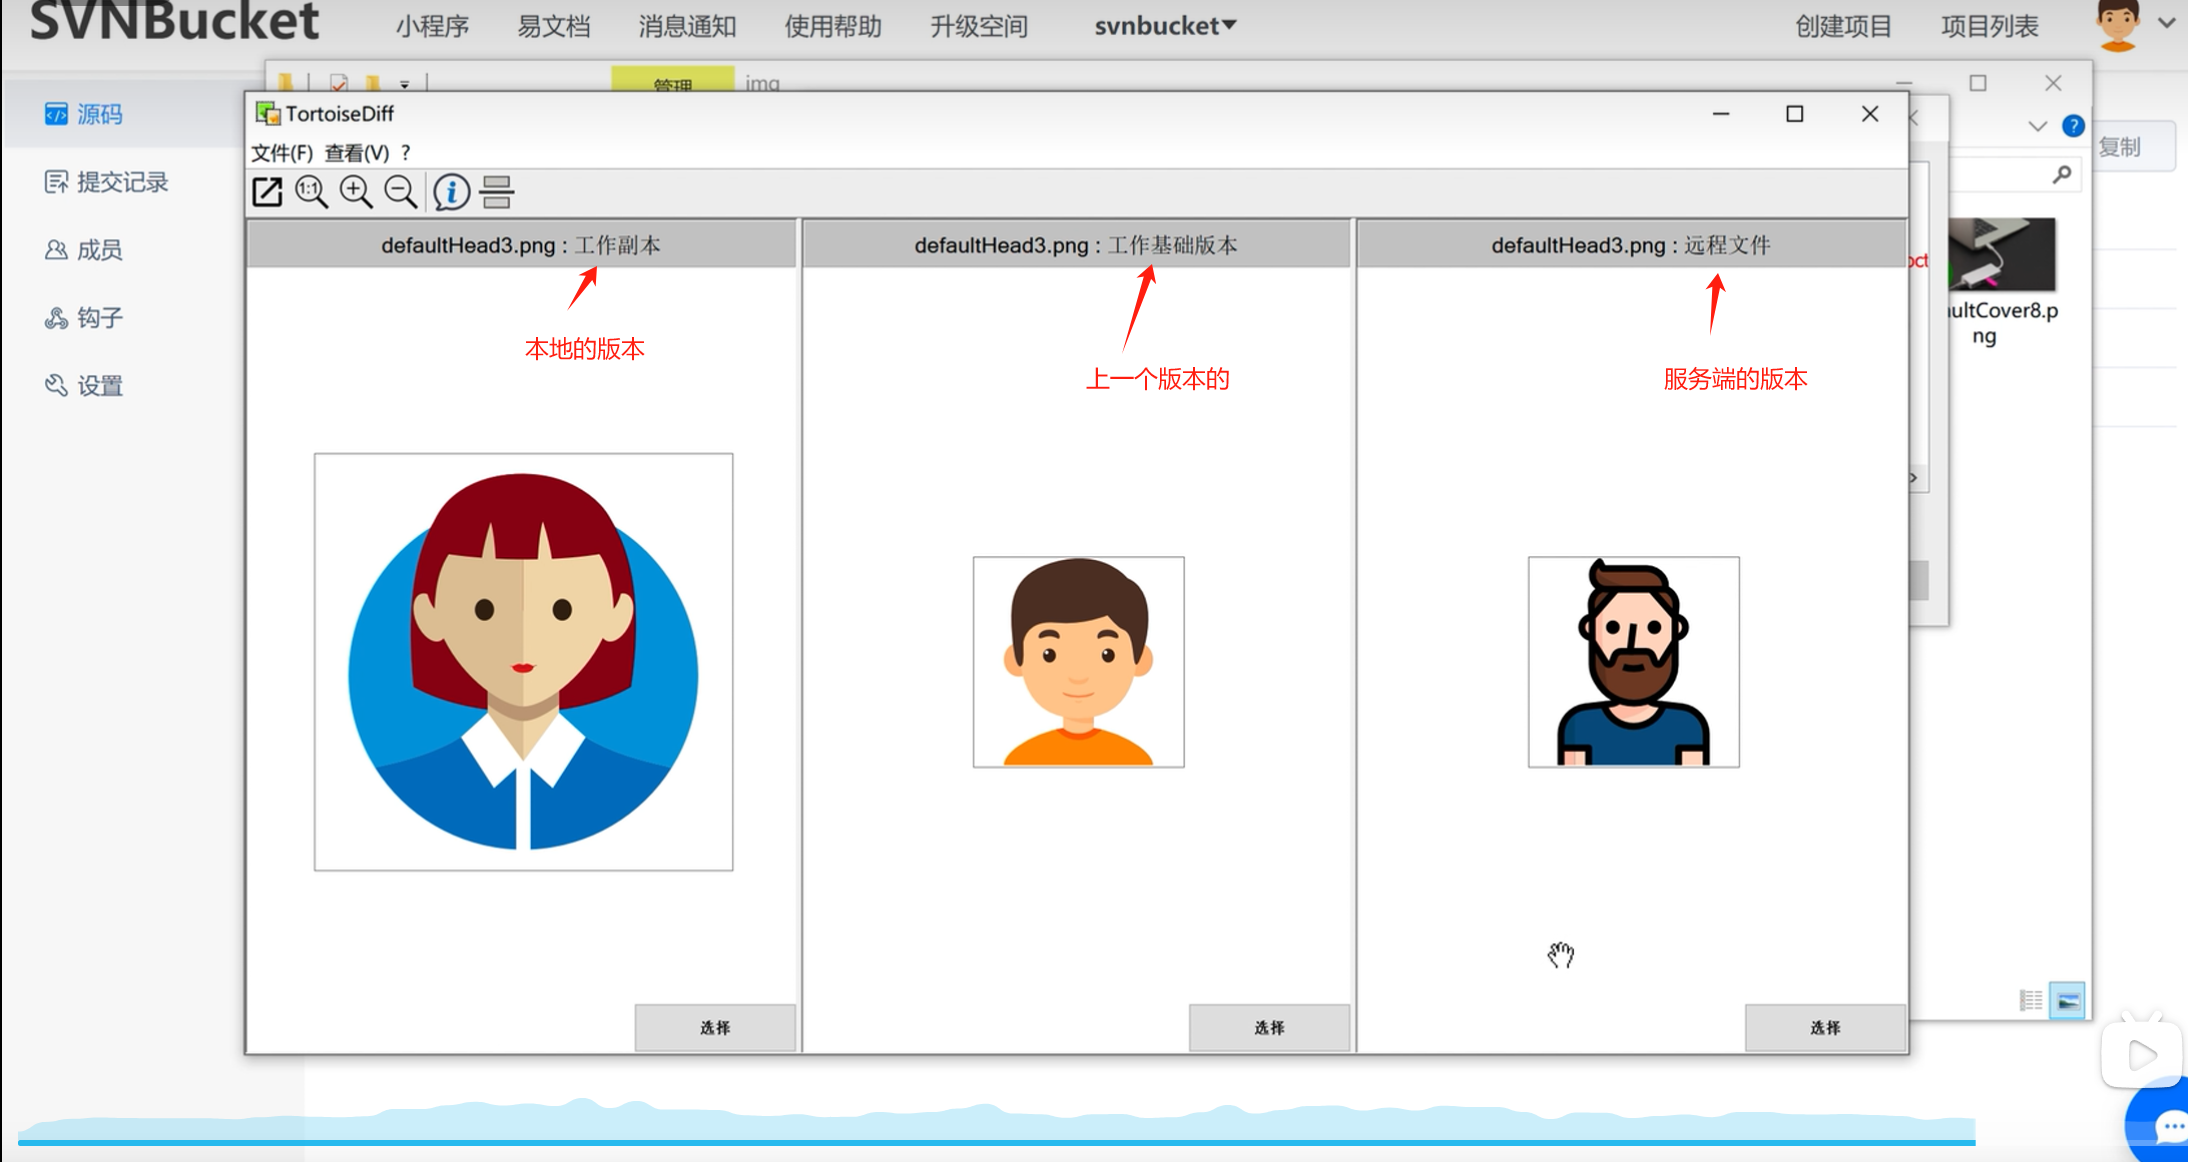 SVNBucket
小程序
易文档
消息通知
使用帮助
升级空间
svnbucket
创建项目
项目列表
源码
提交记录
成员
钩子
设置
管理
img
TortoiseDiff
文件(F) 查看(V) ?
1:1
复制
defaultHead3.png : 工作副本
defaultHead3.png : 工作基础版本
defaultHead3.png : 远程文件
本地的版本
上一个版本的
服务端的版本
ultCover8.p
ng
选择
选择
选择